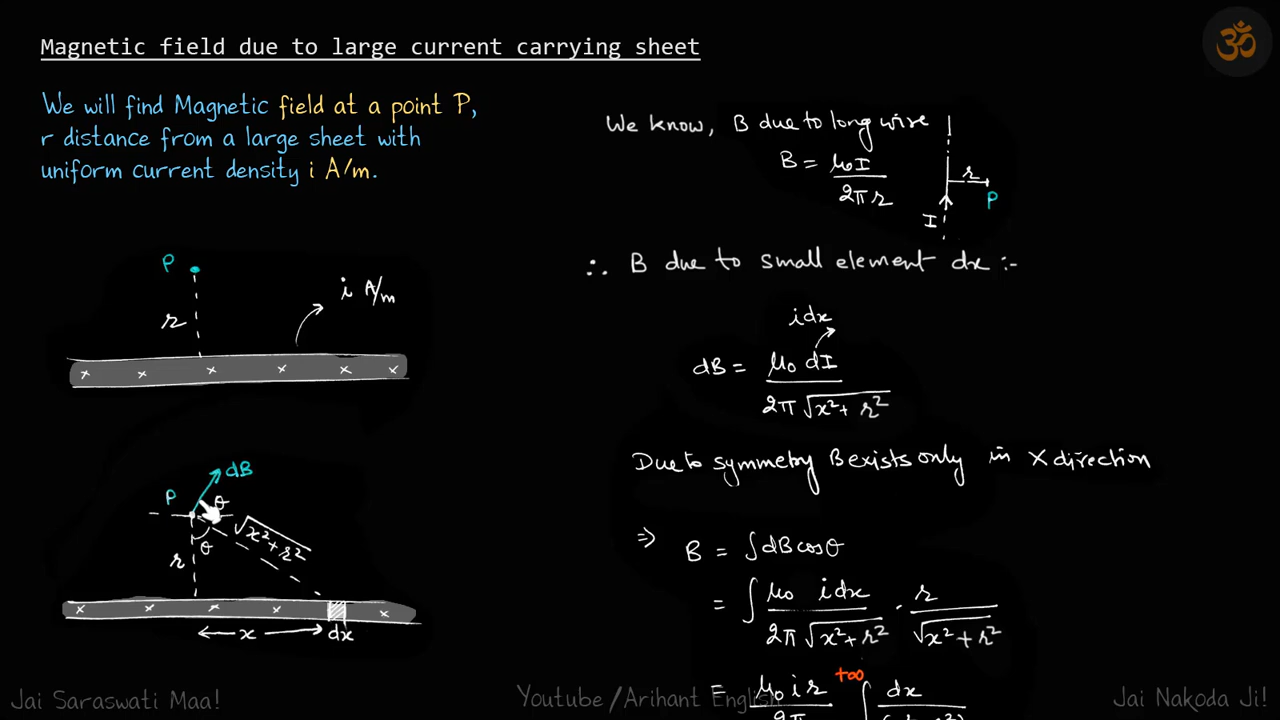 Magnetic field due to large current carrying sheet
ॐ
We will find Magnetic field at a point P,
r distance from a large sheet with
uniform current density i A/m.
P
r
i A/m
x x x x x x
dB
P
θ
θ
√x²+r²
r
x x x x x
x dx
We know, B due to long wire
B = μ₀I
2πr
r
P
I
∴ B due to small element dx :-
idx
dB = μ₀ dI
2π√x²+r²
Due to symmetry B exists only in X direction
⇒ B = ∫dBcosθ
= ∫ μ₀ idx . r
2π√x²+r² √x²+r²
= μ₀ i r +∞ ∫ dx
Jai Saraswati Maa!
Youtube /Arihant English
Jai Nakoda Ji!